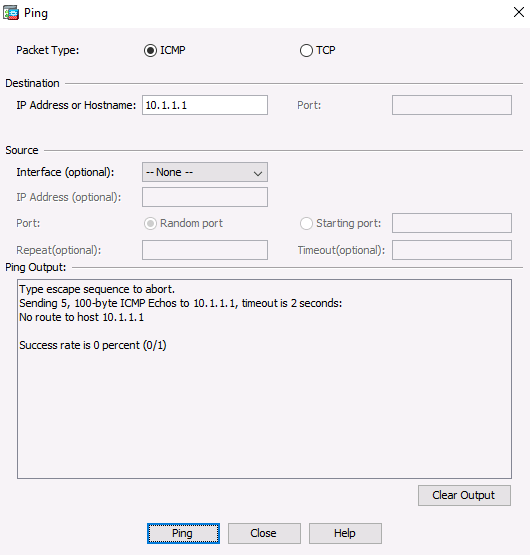 Ping
Packet Type: ICMP TCP
Destination
IP Address or Hostname: 10.1.1.1 Port:
Source
Interface (optional): -- None --
IP Address (optional):
Port: Random port Starting port:
Repeat(optional): Timeout(optional):
Ping Output:
Type escape sequence to abort.
Sending 5, 100-byte ICMP Echos to 10.1.1.1, timeout is 2 seconds:
No route to host 10.1.1.1
Success rate is 0 percent (0/1)
Clear Output
Ping Close Help